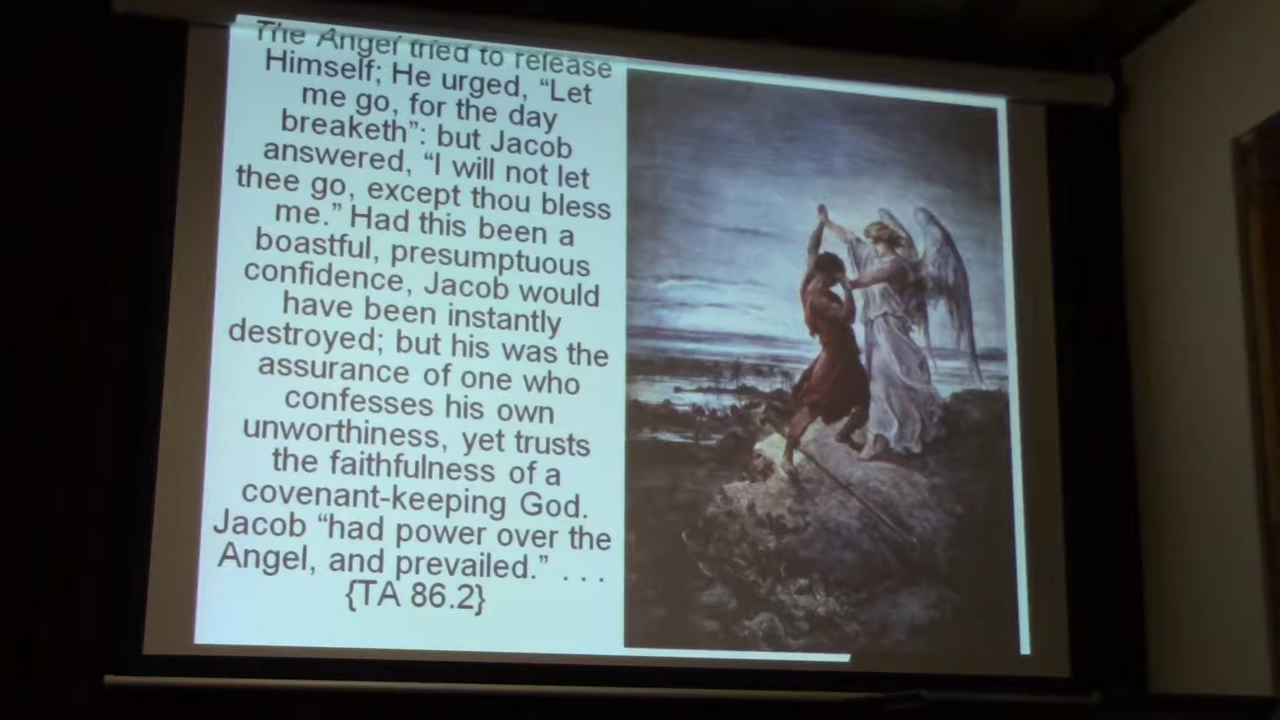 The Angel tried to release
Himself; He urged, “Let
me go, for the day
breaketh”: but Jacob
answered, “I will not let
thee go, except thou bless
me.” Had this been a
boastful, presumptuous
confidence, Jacob would
have been instantly
destroyed; but his was the
assurance of one who
confesses his own
unworthiness, yet trusts
the faithfulness of a
covenant-keeping God.
Jacob “had power over the
Angel, and prevailed.” . . .
{TA 86.2}